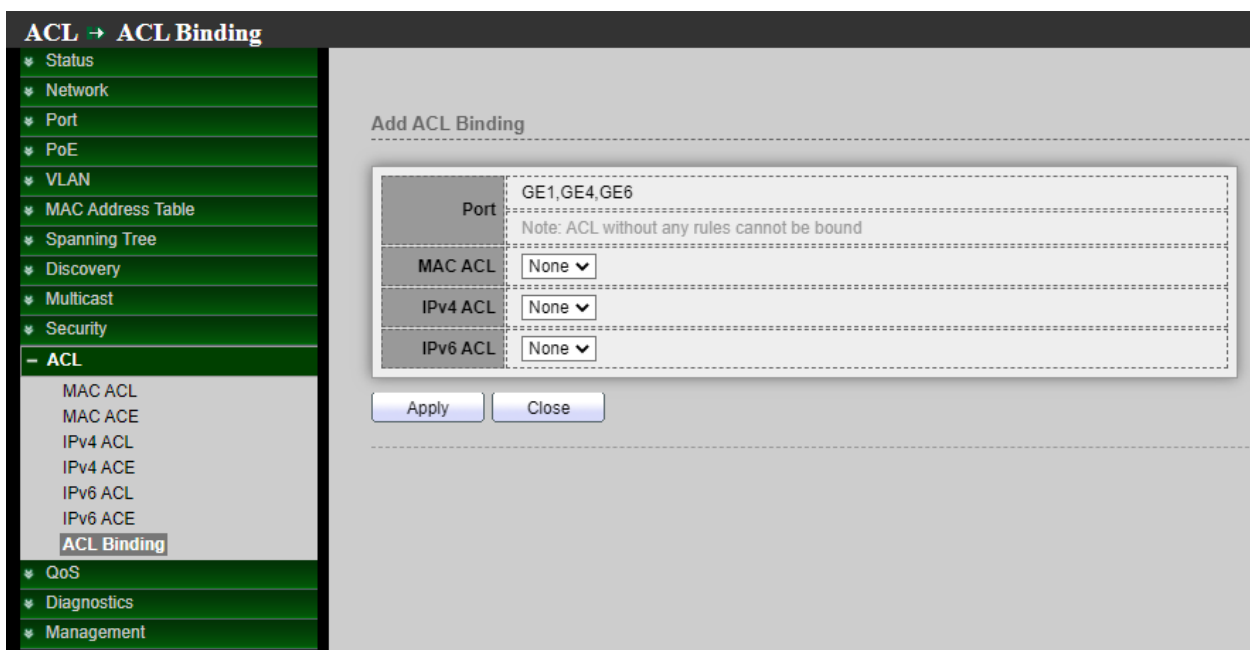 ACL → ACL Binding
Status
Network
Port
PoE
VLAN
MAC Address Table
Spanning Tree
Discovery
Multicast
Security
ACL
MAC ACL
MAC ACE
IPv4 ACL
IPv4 ACE
IPv6 ACL
IPv6 ACE
ACL Binding
QoS
Diagnostics
Management
Add ACL Binding
Port GE1,GE4,GE6
Note: ACL without any rules cannot be bound
MAC ACL None
IPv4 ACL None
IPv6 ACL None
Apply Close